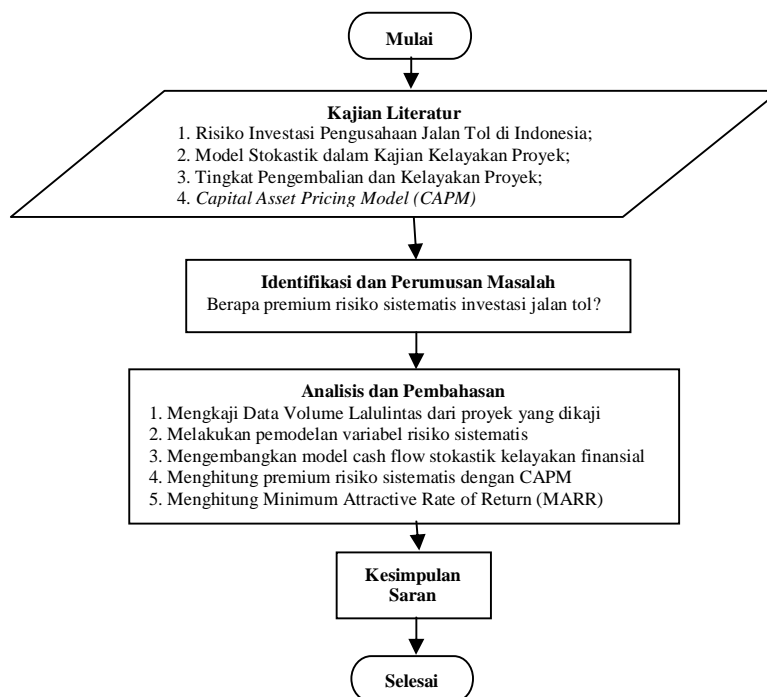 Mulai
Kajian Literatur
1. Risiko Investasi Pengusahaan Jalan Tol di Indonesia;
2. Model Stokastik dalam Kajian Kelayakan Proyek;
3. Tingkat Pengembalian dan Kelayakan Proyek;
4. Capital Asset Pricing Model (CAPM)
Identifikasi dan Perumusan Masalah
Berapa premium risiko sistematis investasi jalan tol?
Analisis dan Pembahasan
1. Mengkaji Data Volume Lalulintas dari proyek yang dikaji
2. Melakukan pemodelan variabel risiko sistematis
3. Mengembangkan model cash flow stokastik kelayakan finansial
4. Menghitung premium risiko sistematis dengan CAPM
5. Menghitung Minimum Attractive Rate of Return (MARR)
Kesimpulan
Saran
Selesai